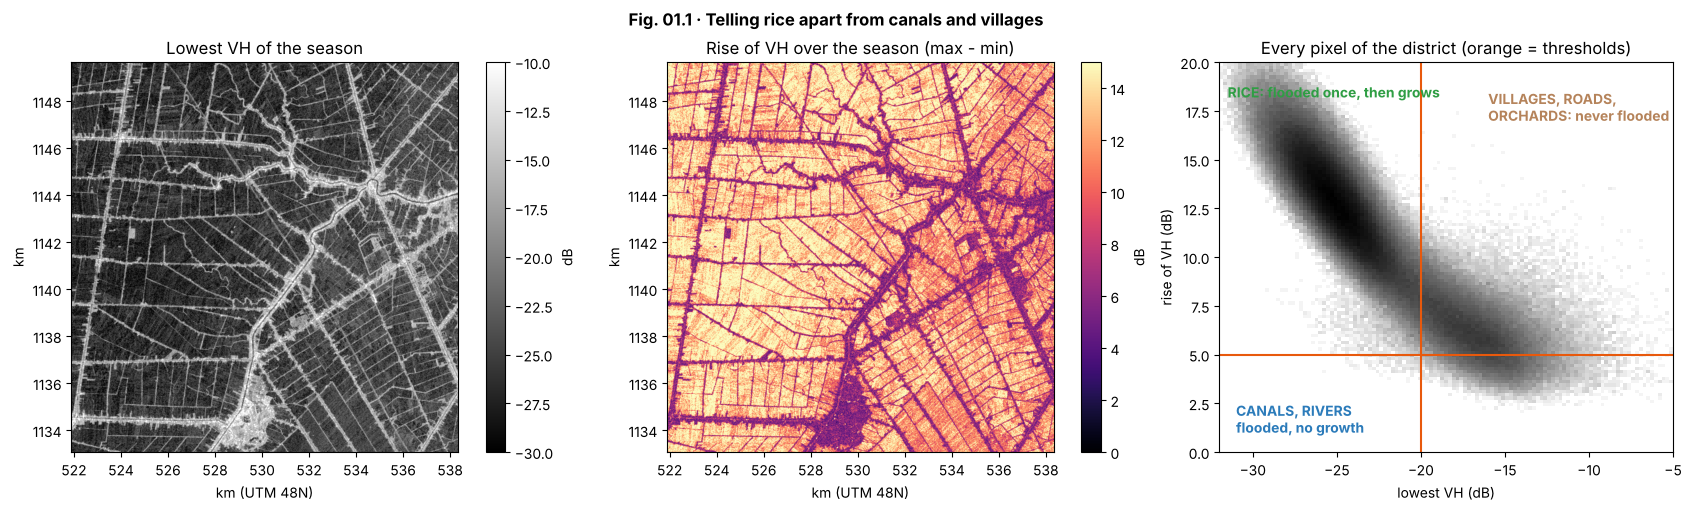 Fig. 01.1 · Telling rice apart from canals and villages
Lowest VH of the season
km
1148
1146
1144
1142
1140
1138
1136
1134
522 524 526 528 530 532 534 536 538
km (UTM 48N)
−10.0
−12.5
−15.0
−17.5
−20.0
−22.5
−25.0
−27.5
−30.0
dB
Rise of VH over the season (max - min)
km
1148
1146
1144
1142
1140
1138
1136
1134
522 524 526 528 530 532 534 536 538
km (UTM 48N)
14
12
10
8
6
4
2
0
dB
Every pixel of the district (orange = thresholds)
rise of VH (dB)
20.0
17.5
15.0
12.5
10.0
7.5
5.0
2.5
0.0
RICE: flooded once, then grows
VILLAGES, ROADS,
ORCHARDS: never flooded
CANALS, RIVERS
flooded, no growth
−30 −25 −20 −15 −10 −5
lowest VH (dB)